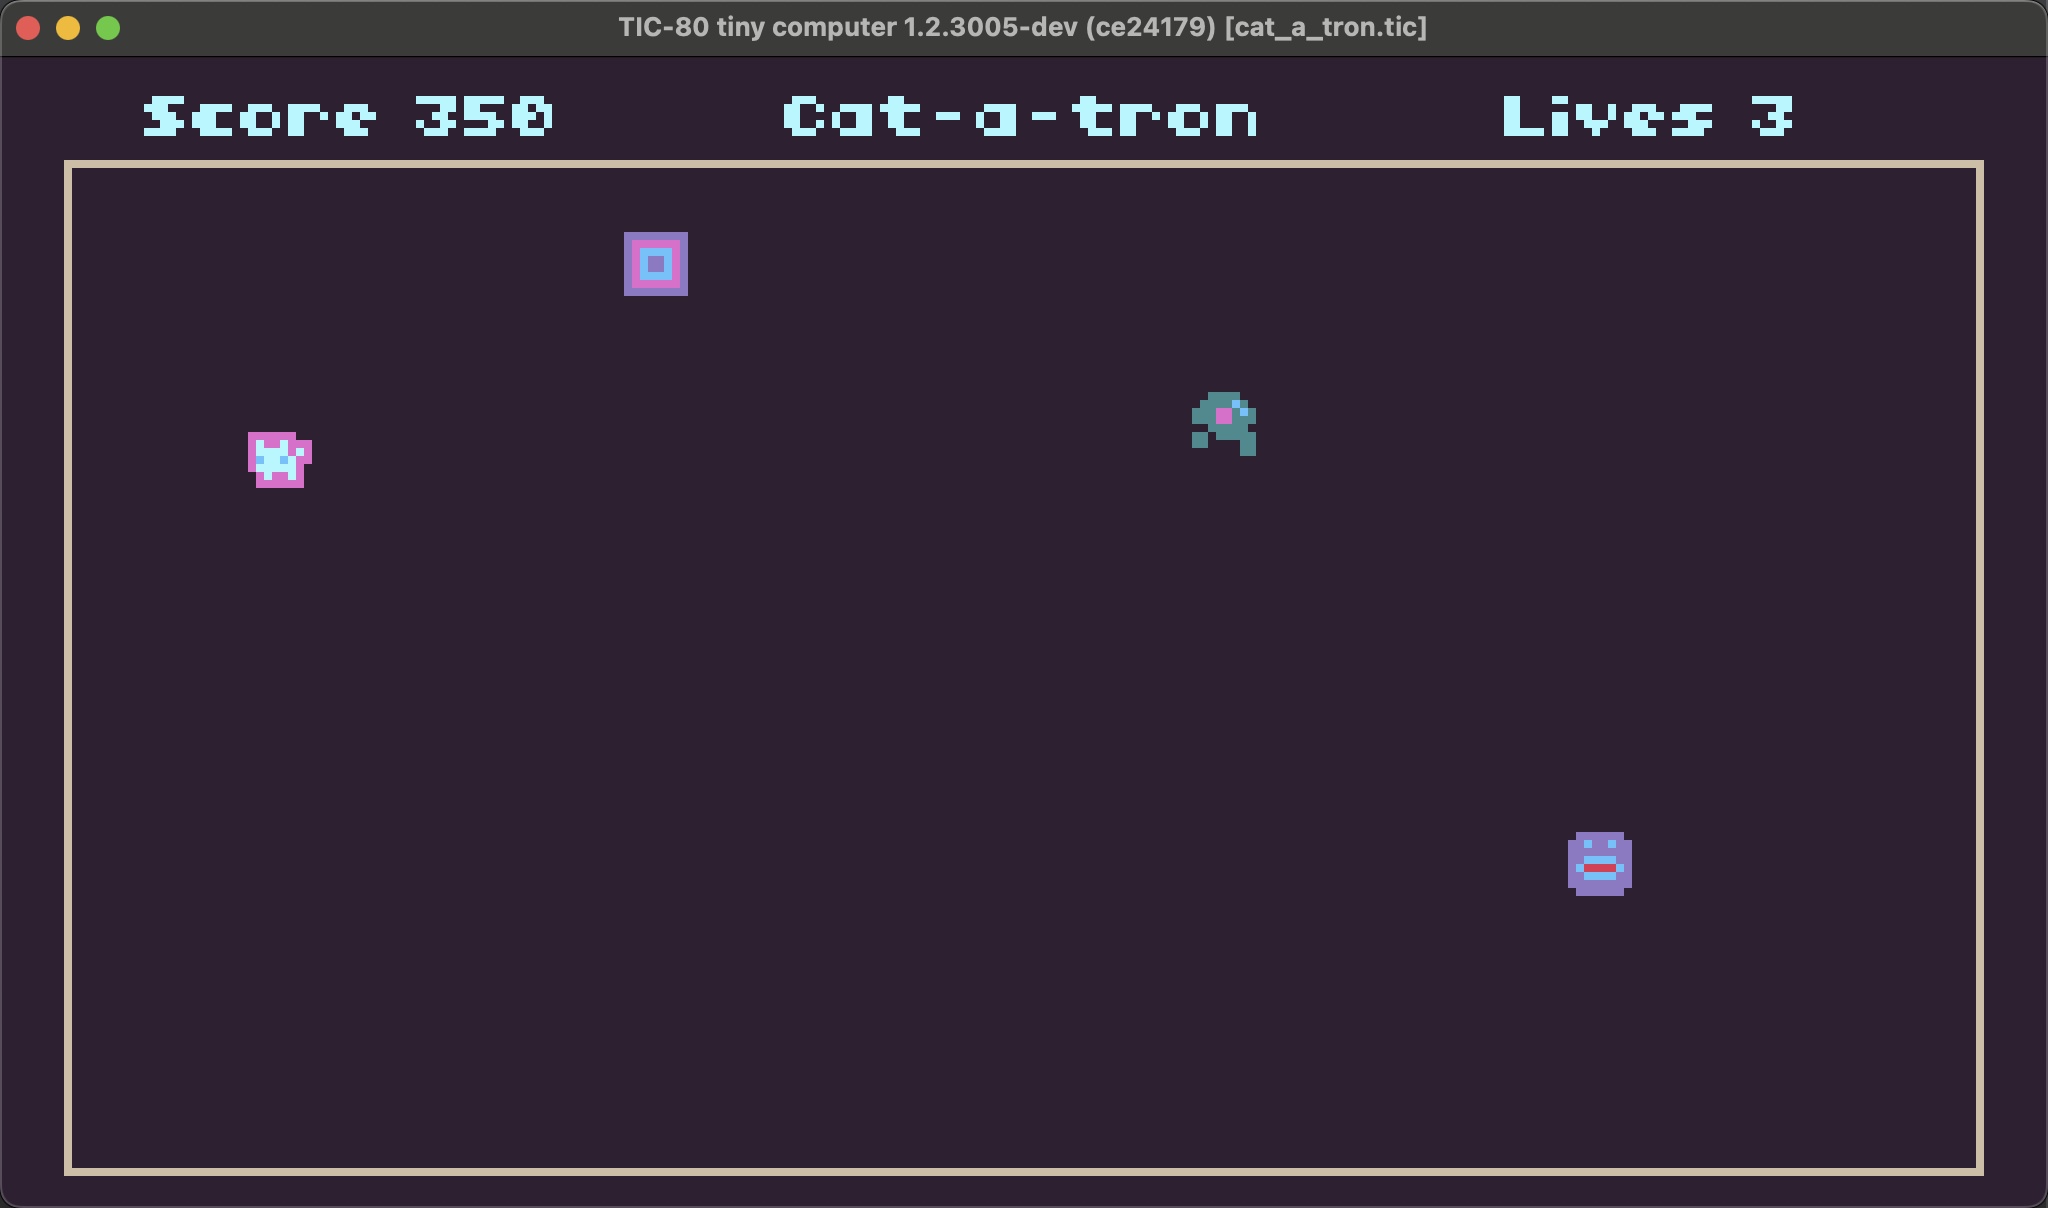 TIC-80 tiny computer 1.2.3005-dev (ce24179) [cat_a_tron.tic]
Score 350 Cat-a-tron Lives 3